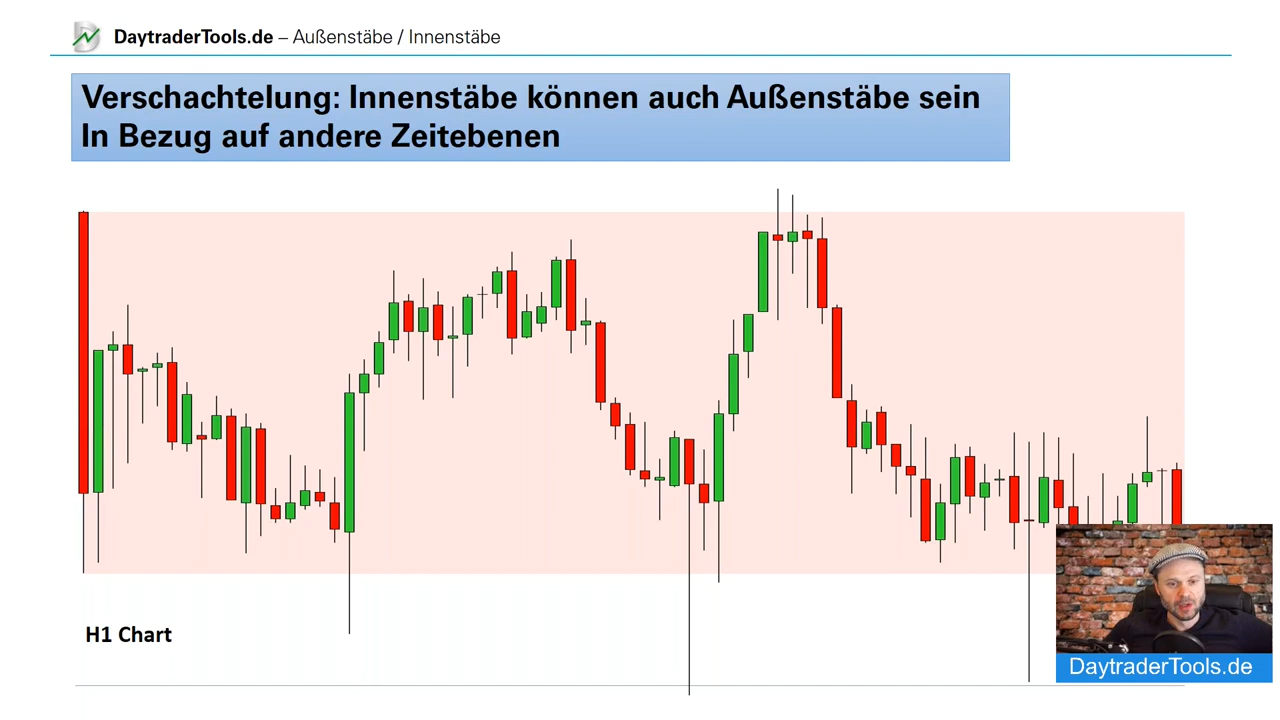 DaytraderTools.de – Außenstäbe / Innenstäbe
Verschachtelung: Innenstäbe können auch Außenstäbe sein
In Bezug auf andere Zeitebenen
H1 Chart
DaytraderTools.de